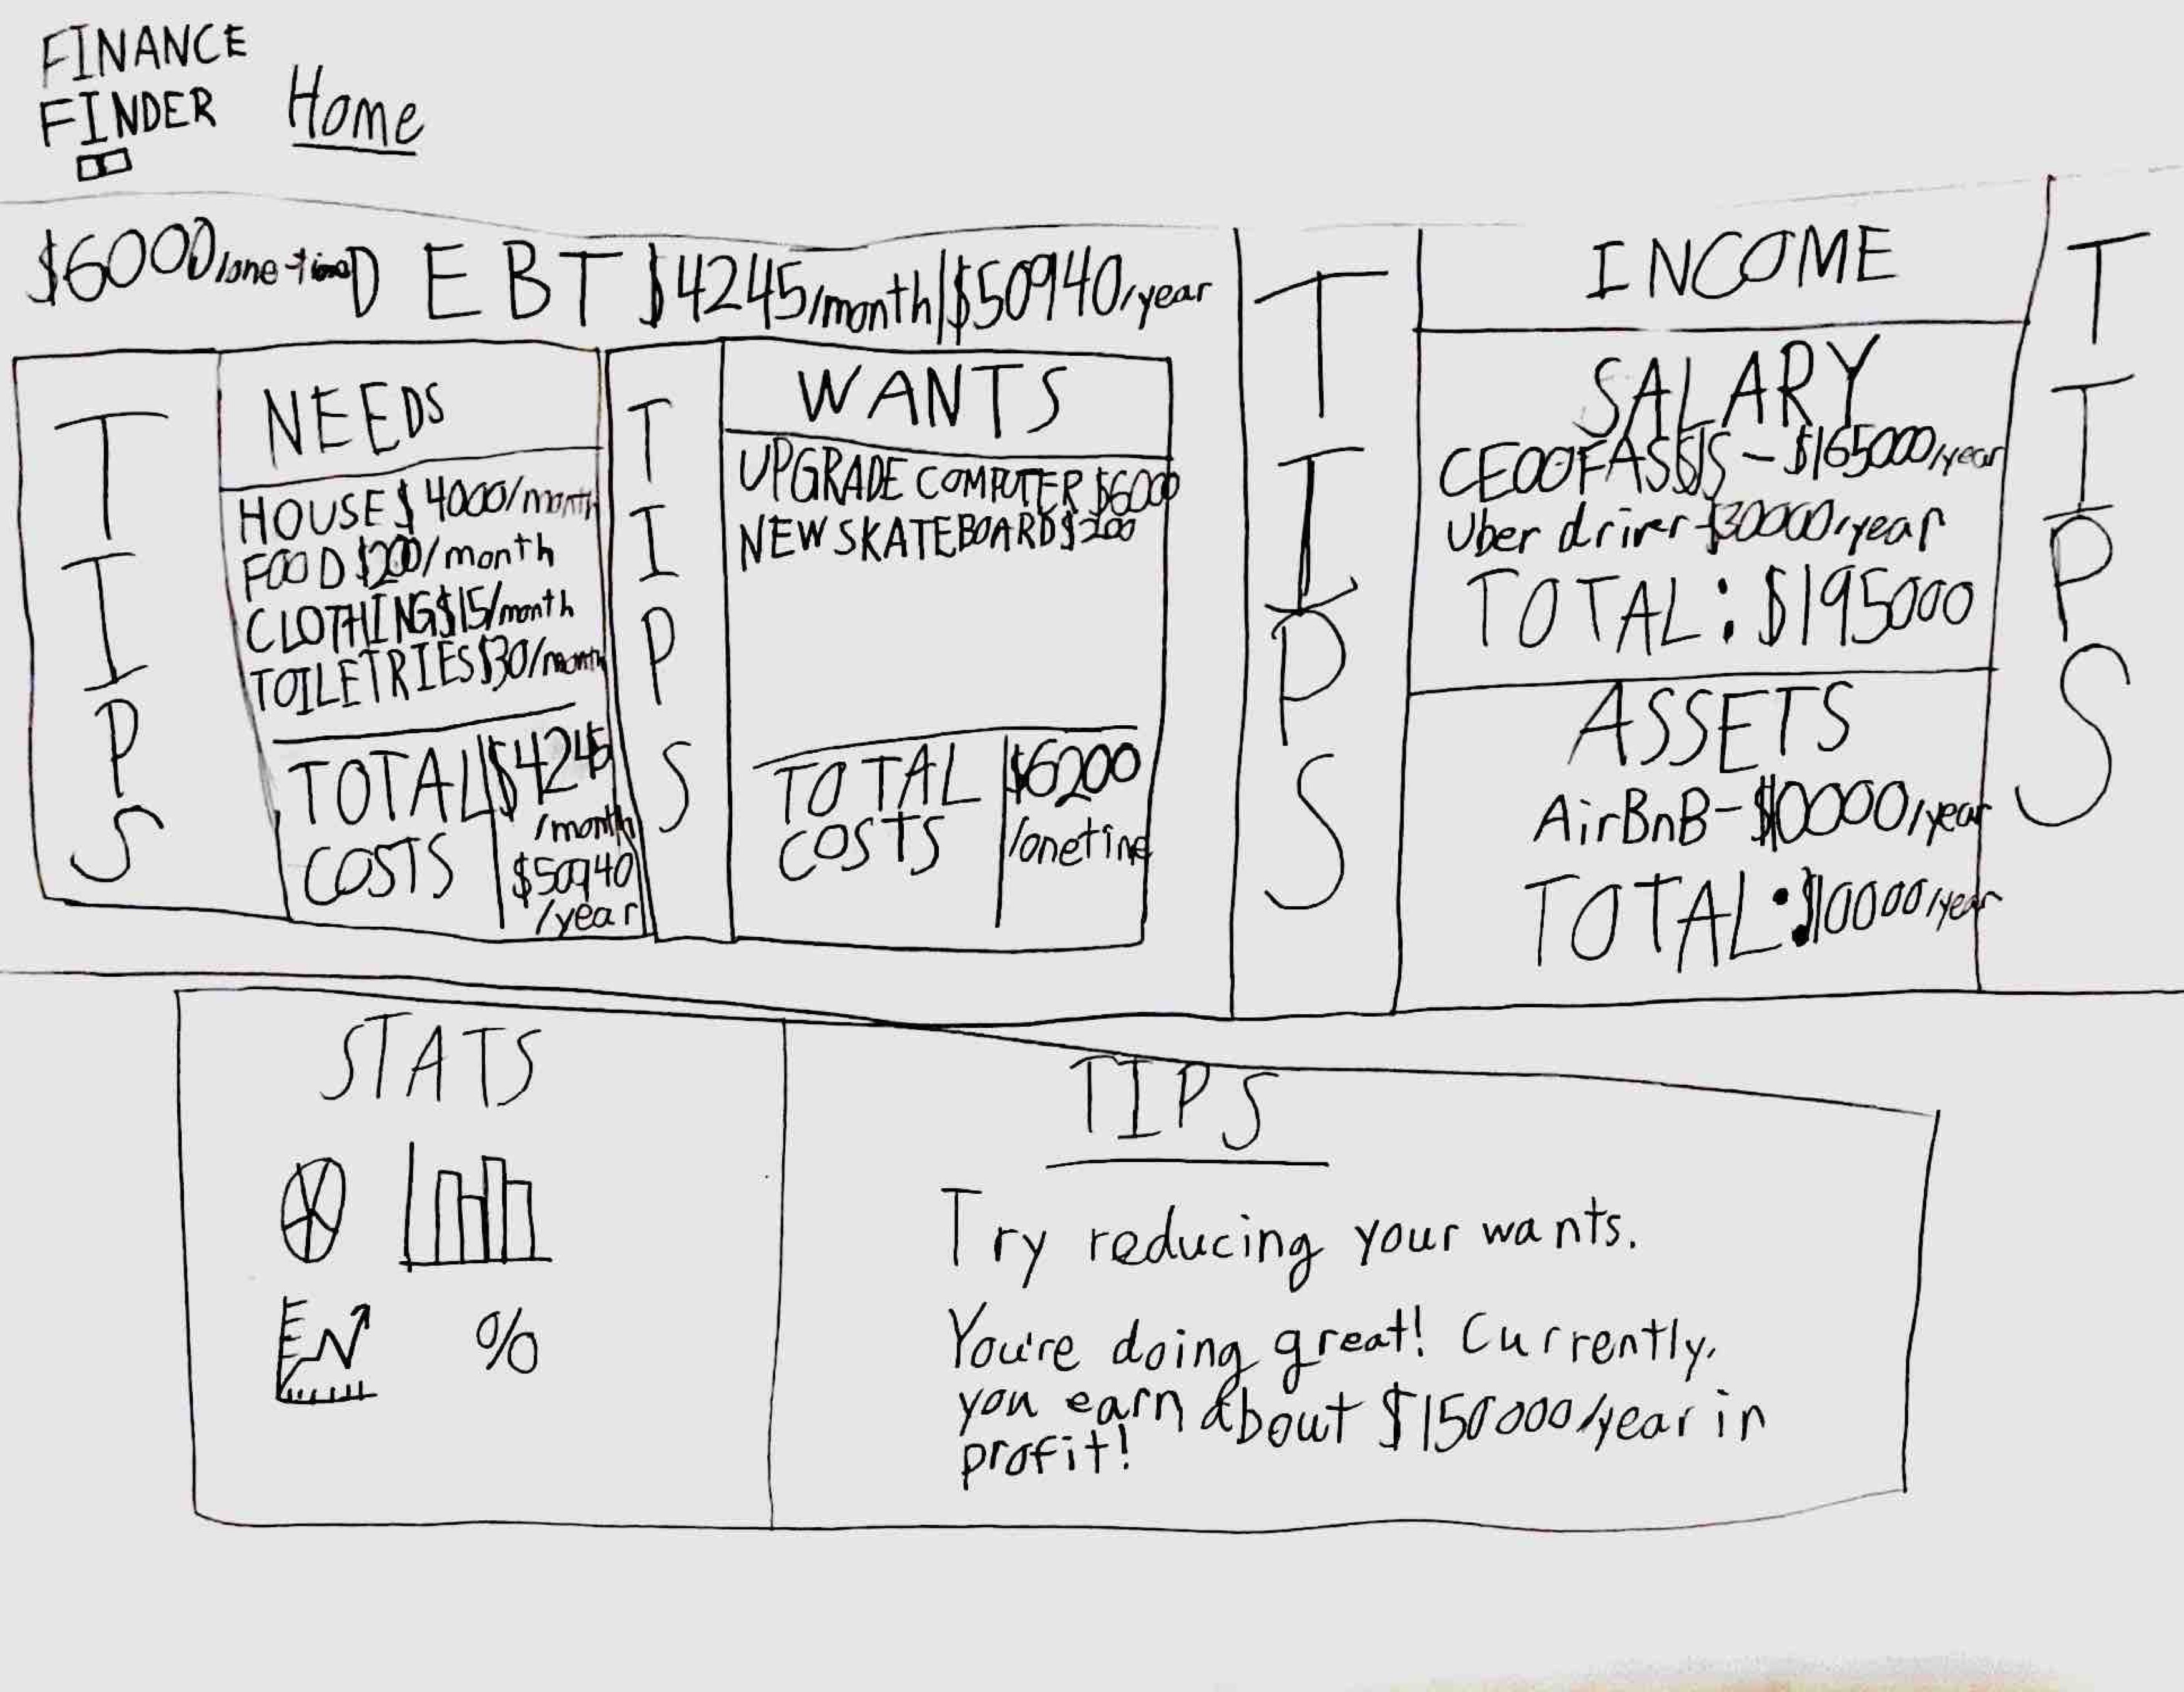 FINANCE
FINDER
Home
$6000/one-time DEBT $4245/month/$50940/year
TIPS
NEEDS
HOUSE $4000/month
FOOD $200/month
CLOTHING $15/month
TOILETRIES $30/month
TOTAL COSTS
$4245
/month
$50940
/year
TIPS
WANTS
UPGRADE COMPUTER $6000
NEW SKATEBOARD $200
TOTAL COSTS
$6200
/onetime
TIPS
INCOME
SALARY
CEO OF - $165000/year
Uber driver - $30000/year
TOTAL: $195000
ASSETS
AirBnB - $10000/year
TOTAL: $10000/year
TIPS
STATS
%
TIPS
Try reducing your wants.
You're doing great! Currently,
you earn about $150000/year in
profit!